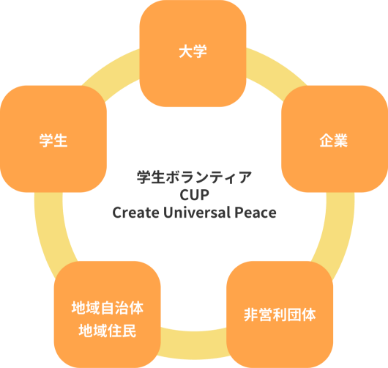 大学
学生
企業
学生ボランティア
CUP
Create Universal Peace
地域自治体
地域住民
非営利団体